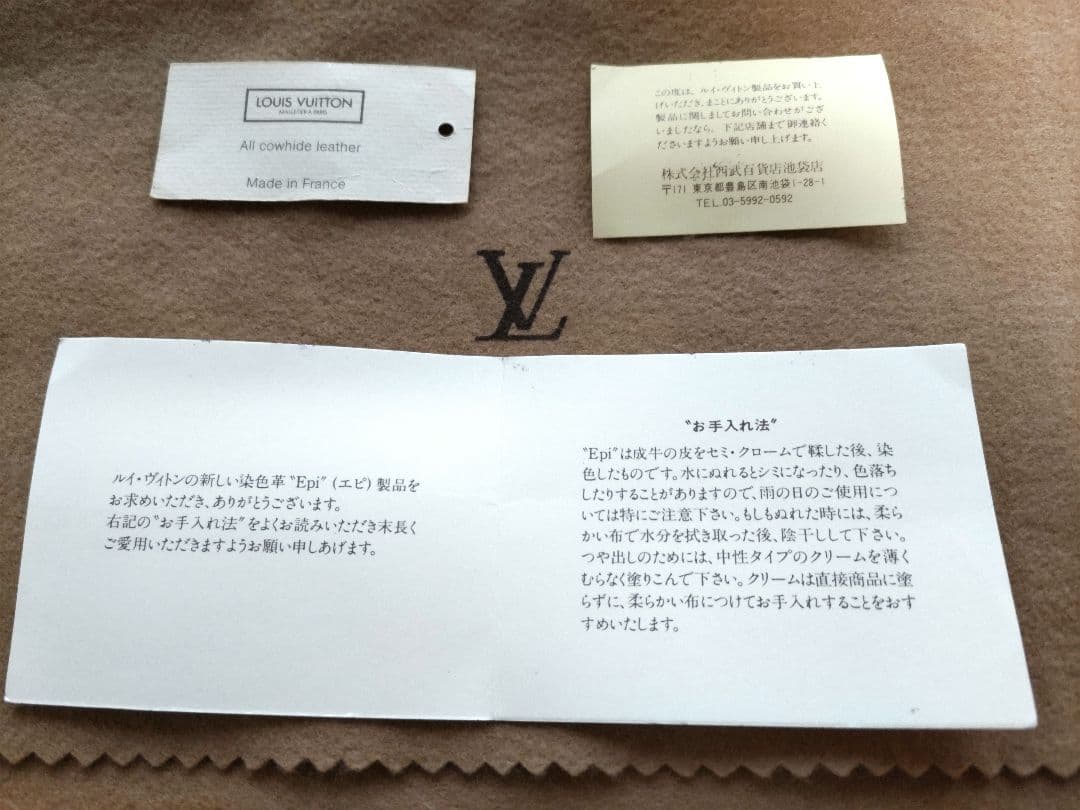 LOUIS VUITTON
MALLETIER A PARIS
All cowhide leather
Made in France
この度は、ルイ・ヴィトン製品をお買い上
げいただき、まことにありがとうございます。
製品に関しましてお問い合わせがござ
いましたなら、下記店舗まで御連絡く
ださいますようお願い申し上げます。
株式会社西武百貨店池袋店
〒171 東京都豊島区南池袋1-28-1
TEL.03-5992-0592
LV
ルイ・ヴィトンの新しい染色革〝Epi〟(エピ)製品を
お求めいただき、ありがとうございます。
右記の〝お手入れ法〟をよくお読みいただき末長く
ご愛用いただきますようお願い申しあげます。
〝お手入れ法〟
〝Epi〟は成牛の皮をセミ・クロームで鞣した後、染
色したものです。水にぬれるとシミになったり、色落ち
したりすることがありますので、雨の日のご使用につ
いては特にご注意下さい。もしもぬれた時には、柔ら
かい布で水分を拭き取った後、陰干しして下さい。
つや出しのためには、中性タイプのクリームを薄く
むらなく塗りこんで下さい。クリームは直接商品に塗
らずに、柔らかい布につけてお手入れすることをおす
すめいたします。